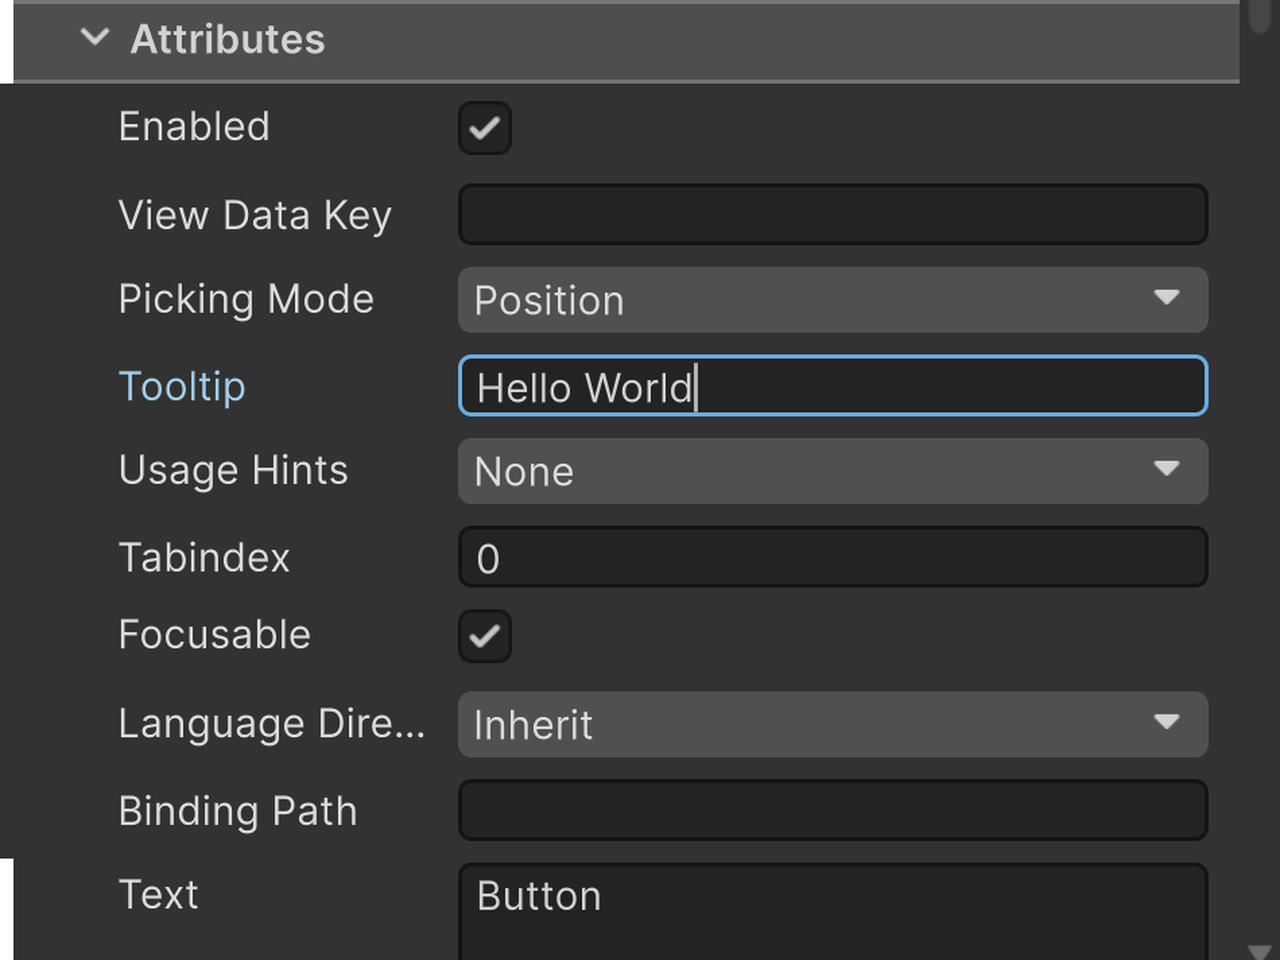 Attributes
Enabled
View Data Key
Picking Mode Position
Tooltip Hello World
Usage Hints None
Tabindex 0
Focusable
Language Dire... Inherit
Binding Path
Text Button